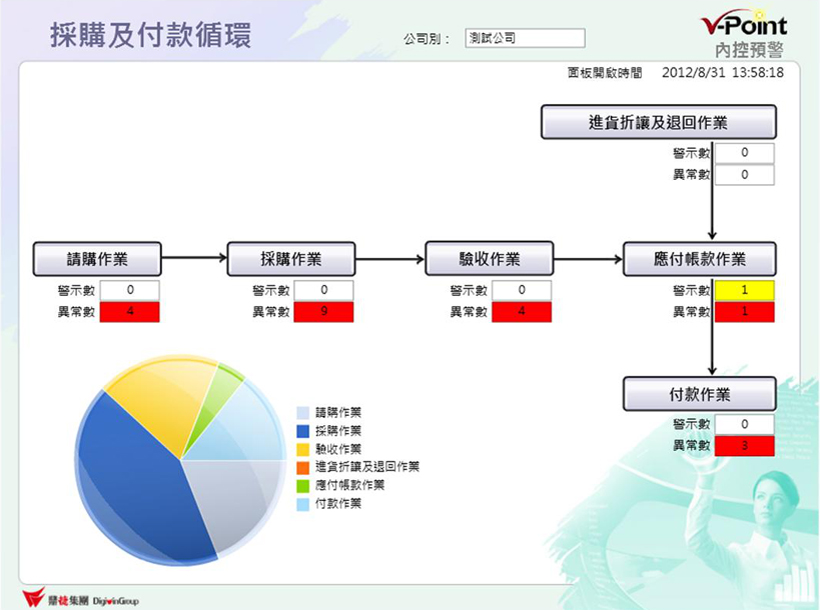 採購及付款循環
公司別： 測試公司
V-Point
內控預警
面板開啟時間 2012/8/31 13:58:18
進貨折讓及退回作業
警示數 0
異常數 0
請購作業
警示數 0
異常數 4
採購作業
警示數 0
異常數 9
驗收作業
警示數 0
異常數 4
應付帳款作業
警示數 1
異常數 1
付款作業
警示數 0
異常數 3
請購作業
採購作業
驗收作業
進貨折讓及退回作業
應付帳款作業
付款作業
鼎捷集團 DigiwinGroup